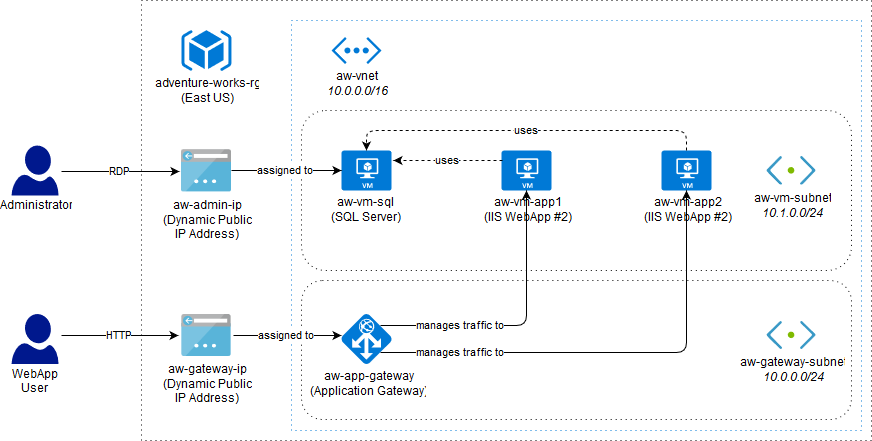 adventure-works-rg
(East US)
aw-vnet
10.0.0.0/16
uses
Administrator
RDP
aw-admin-ip
(Dynamic Public
IP Address)
assigned to
VM
aw-vm-sql
(SQL Server)
uses
VM
aw-vm-app1
(IIS WebApp #2)
VM
aw-vm-app2
(IIS WebApp #2)
aw-vm-subnet
10.1.0.0/24
WebApp
User
HTTP
aw-gateway-ip
(Dynamic Public
IP Address)
assigned to
aw-app-gateway
(Application Gateway)
manages traffic to
manages traffic to
aw-gateway-subnet
10.0.0.0/24